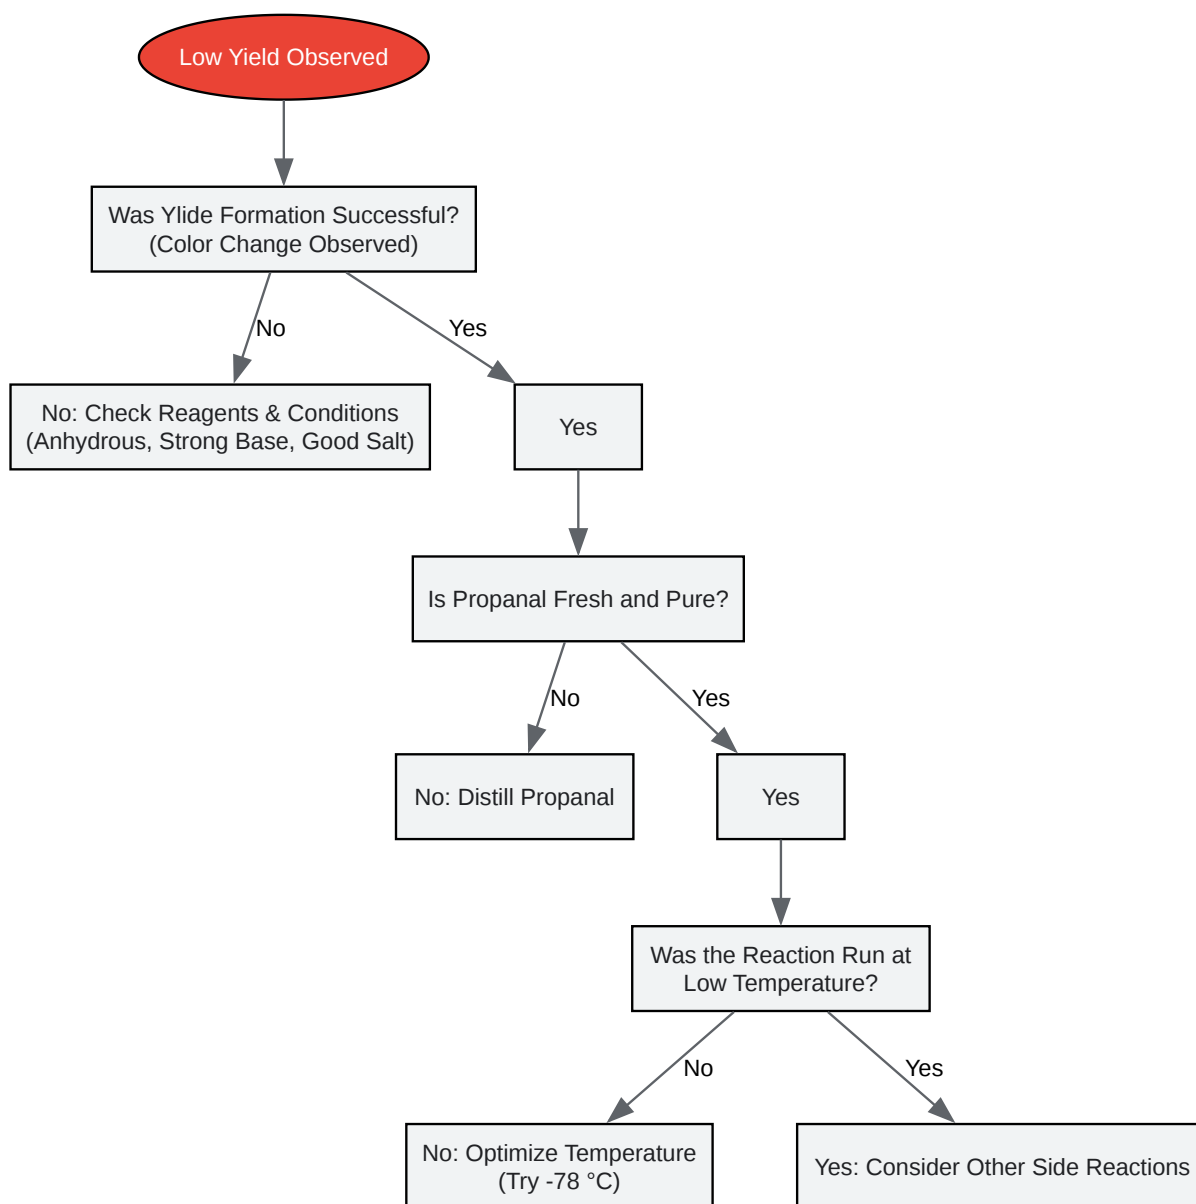 Low Yield Observed
Was Ylide Formation Successful?
(Color Change Observed)
No
Yes
No: Check Reagents & Conditions
(Anhydrous, Strong Base, Good Salt)
Yes
Is Propanal Fresh and Pure?
No
Yes
No: Distill Propanal
Yes
Was the Reaction Run at
Low Temperature?
No
Yes
No: Optimize Temperature
(Try -78 °C)
Yes: Consider Other Side Reactions